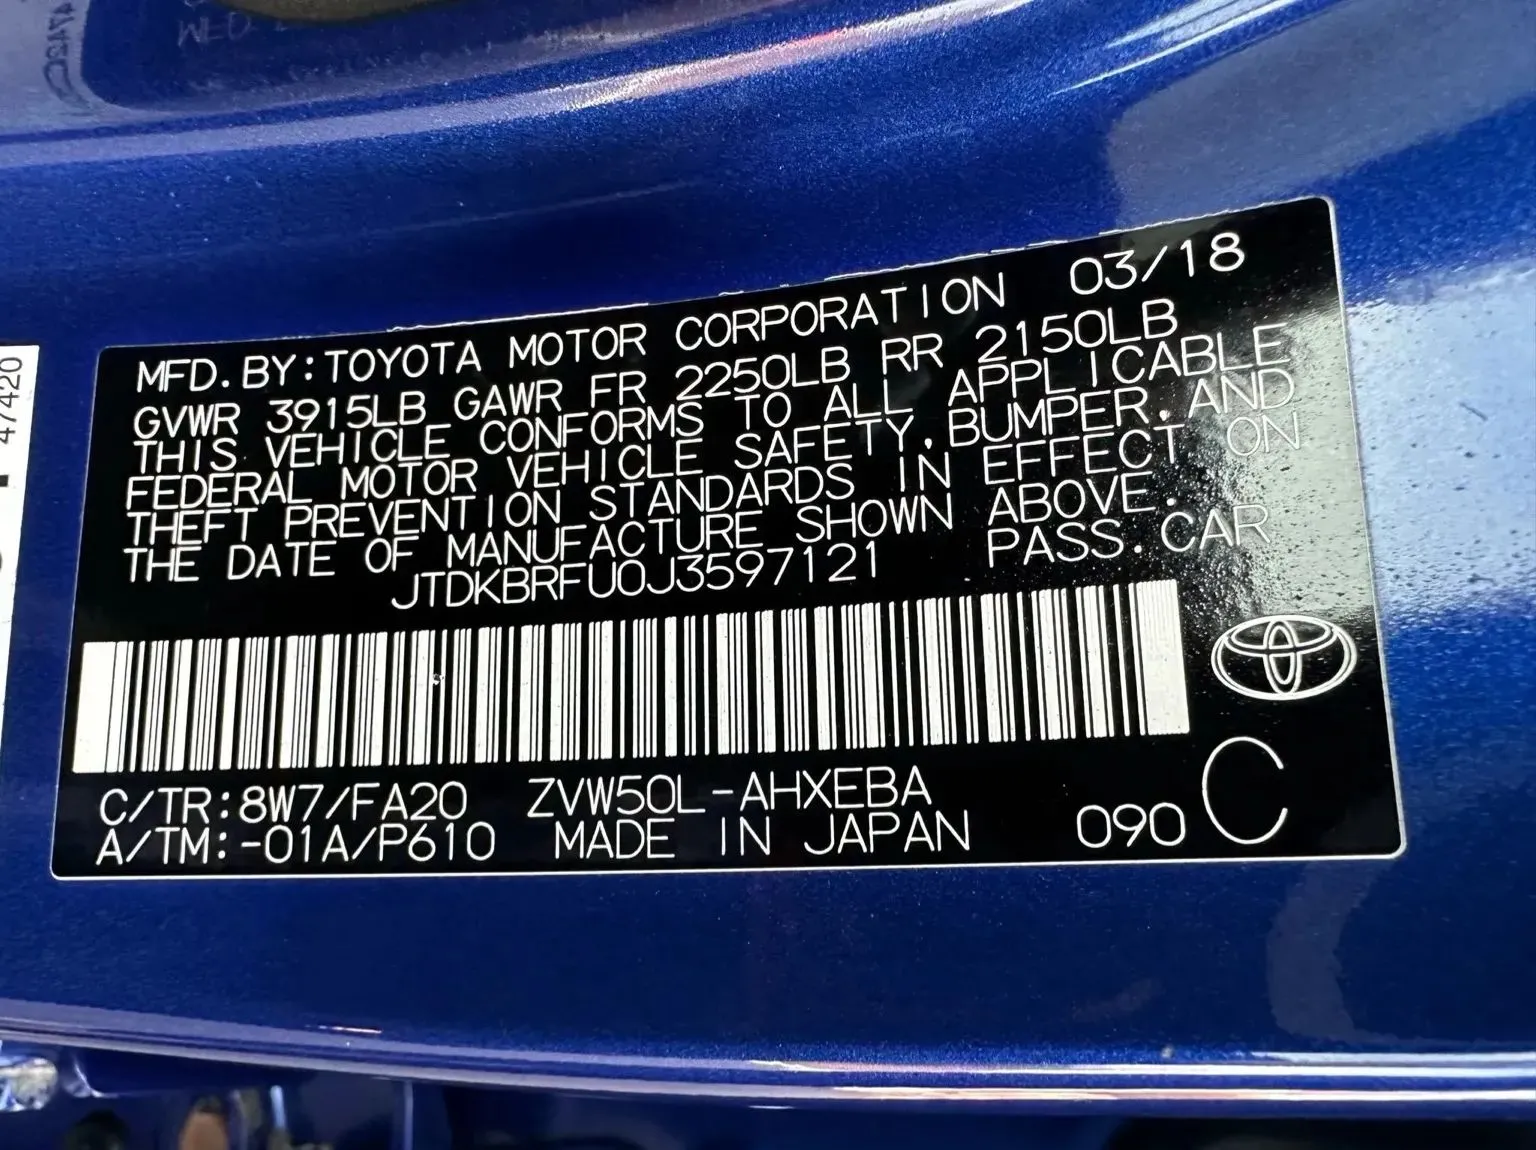 47420
MFD. BY: TOYOTA MOTOR CORPORATION 03/18
GVWR 3915LB GAWR FR 2250LB RR 2150LB
THIS VEHICLE CONFORMS TO ALL APPLICABLE
FEDERAL MOTOR VEHICLE SAFETY, BUMPER, AND
THEFT PREVENTION STANDARDS IN EFFECT ON
THE DATE OF MANUFACTURE SHOWN ABOVE.
JTDKBRFU0J3597121 PASS. CAR
C/TR: 8W7/FA20 ZVW50L-AHXEBA
A/TM: -01A/P610 MADE IN JAPAN 090 C